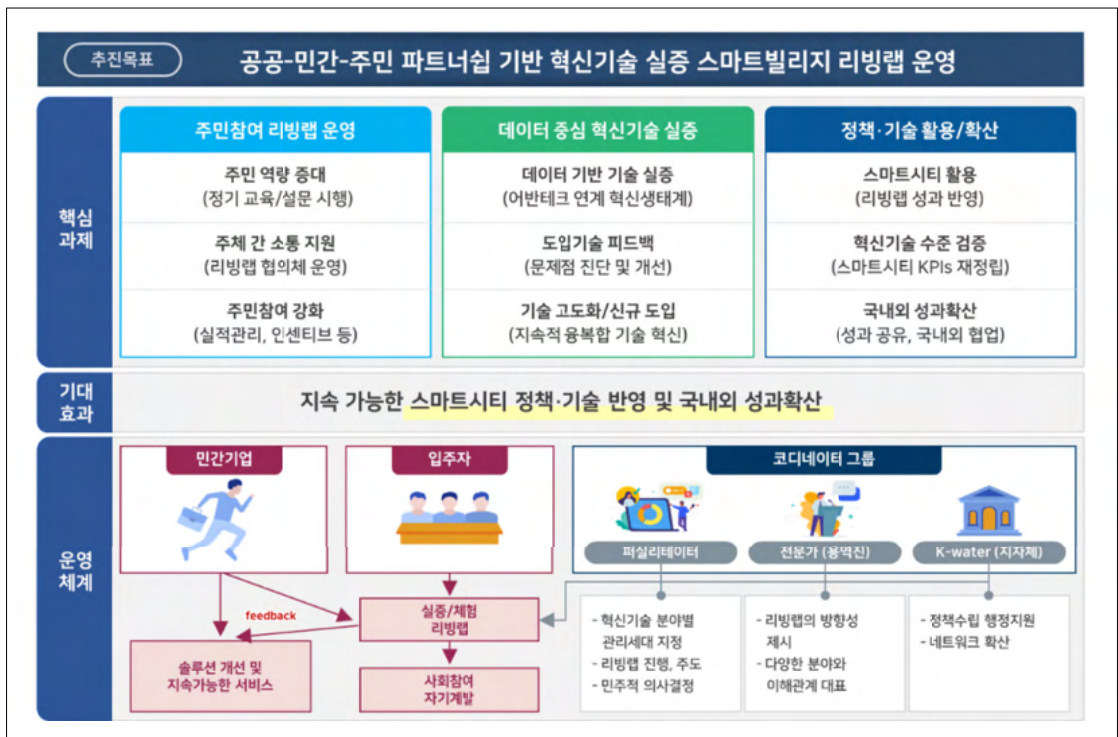 추진목표
공공-민간-주민 파트너쉽 기반 혁신기술 실증 스마트빌리지 리빙랩 운영
핵심
과제
주민참여 리빙랩 운영
주민 역량 증대
(정기 교육/설문 시행)
주체 간 소통 지원
(리빙랩 협의체 운영)
주민참여 강화
(실적관리, 인센티브 등)
데이터 중심 혁신기술 실증
데이터 기반 기술 실증
(어반테크 연계 혁신생태계)
도입기술 피드백
(문제점 진단 및 개선)
기술 고도화/신규 도입
(지속적 융복합 기술 혁신)
정책·기술 활용/확산
스마트시티 활용
(리빙랩 성과 반영)
혁신기술 수준 검증
(스마트시티 KPIs 재정립)
국내외 성과확산
(성과 공유, 국내외 협업)
기대
효과
지속 가능한 스마트시티 정책·기술 반영 및 국내외 성과확산
운영
체계
민간기업
입주자
코디네이터 그룹
퍼실리테이터
전문가 (용역진)
K-water (지자체)
feedback
실증/체험
리빙랩
솔루션 개선 및
지속가능한 서비스
사회참여
자기계발
- 혁신기술 분야별
관리세대 지정
- 리빙랩 진행, 주도
- 민주적 의사결정
- 리빙랩의 방향성
제시
- 다양한 분야와
이해관계 대표
- 정책수립 행정지원
- 네트워크 확산